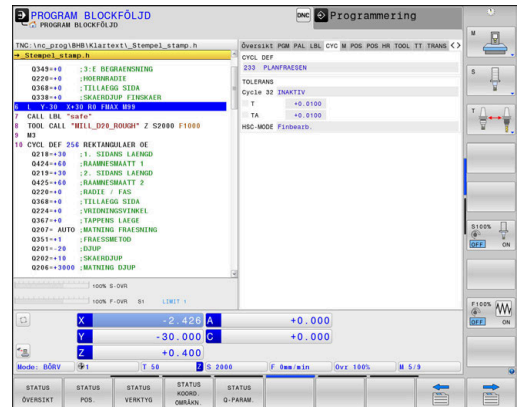 PROGRAM BLOCKFÖLJD
PROGRAM BLOCKFÖLJD
DNC
Programmering
TNC:\nc_prog\BHB\Klartext\_Stempel_stamp.h
→_Stempel_stamp.h
Q349=+0 ;3:E BEGRAENSNING
Q220=+0 ;HOERNRADIE
Q368=+0 ;TILLAEGG SIDA
Q338=+0 ;SKAERDJUP FINSKAER
6 L Y-30 X+30 R0 FMAX M99
7 CALL LBL "safe"
8 TOOL CALL "MILL_D20_ROUGH" Z S2000 F1000
9 M3
10 CYCL DEF 256 REKTANGULAER OE
Q218=+30 ;1. SIDANS LAENGD
Q424=+60 ;RAAMNESMAATT 1
Q219=+30 ;2. SIDANS LAENGD
Q425=+60 ;RAAMNESMAATT 2
Q220=+0 ;RADIE / FAS
Q368=+0 ;TILLAEGG SIDA
Q224=+0 ;VRIDNINGSVINKEL
Q367=+0 ;TAPPENS LAEGE
Q207= AUTO ;MATNING FRAESNING
Q351=+1 ;FRAESSMETOD
Q201=-20 ;DJUP
Q202=+10 ;SKAERDJUP
Q206=+3000 ;MATNING DJUP
Översikt PGM PAL LBL CYC M POS POS HR TOOL TT TRANS
CYCL DEF
233 PLANFRAESEN
TOLERANS
Cycle 32 INAKTIV
T +0.0100
TA +0.0100
HSC-MODE Finbearb.
100% S-OVR
100% F-OVR S1 LIMIT 1
X -2.426 A +0.000
Y -30.000 C +0.000
Z +0.400
Mode: BÖRV 1 T 50 Z S 2000 F 0mm/min Ovr 100% M 5/9
STATUS ÖVERSIKT
STATUS POS.
STATUS VERKTYG
STATUS KOORD. OMRÄKN.
STATUS Q-PARAM.
M
S
T
S100%
OFF ON
F100%
OFF ON